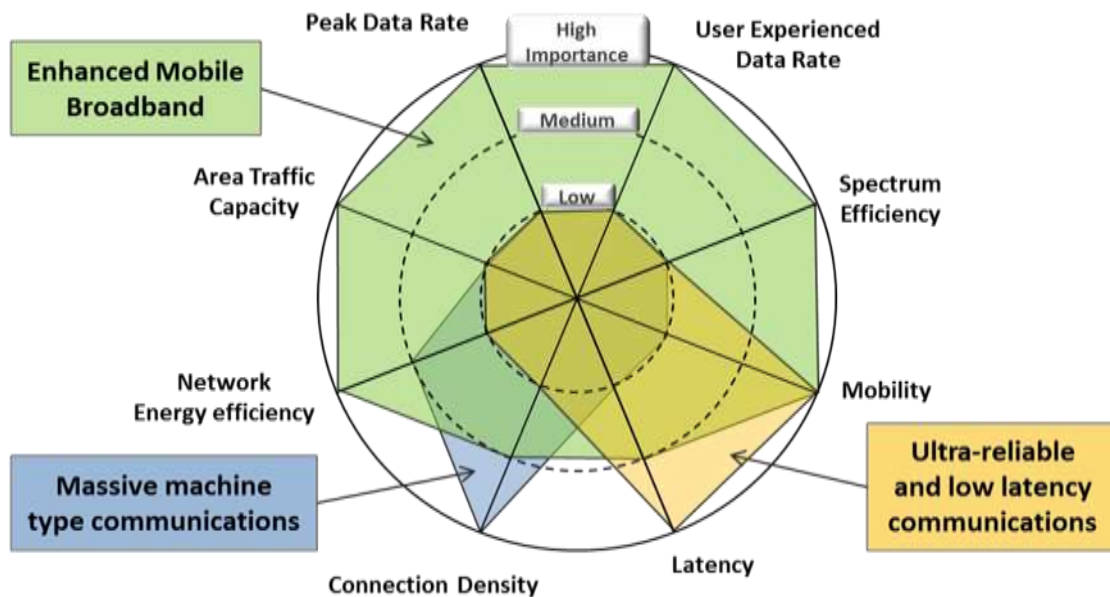 Peak Data Rate
High
Importance
User Experienced
Data Rate
Enhanced Mobile
Broadband
Medium
Area Traffic
Capacity
Low
Spectrum
Efficiency
Network
Energy efficiency
Mobility
Massive machine
type communications
Ultra-reliable
and low latency
communications
Connection Density
Latency